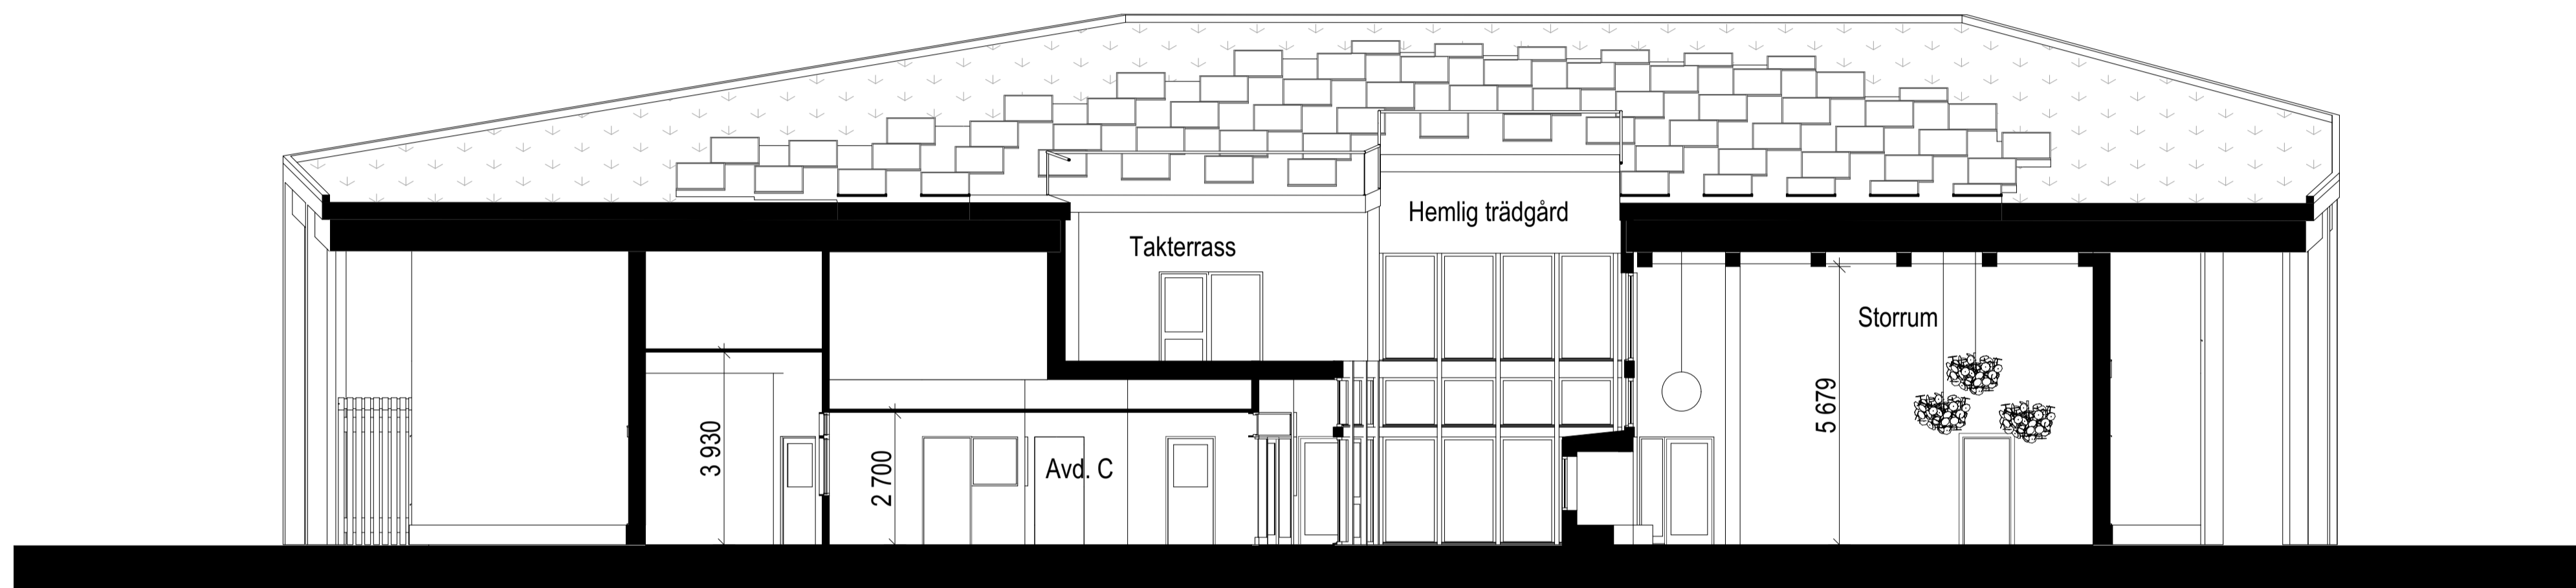 Hemlig trädgård
Takterrass
Storrum
3 930
2 700
Avd. C
5 679